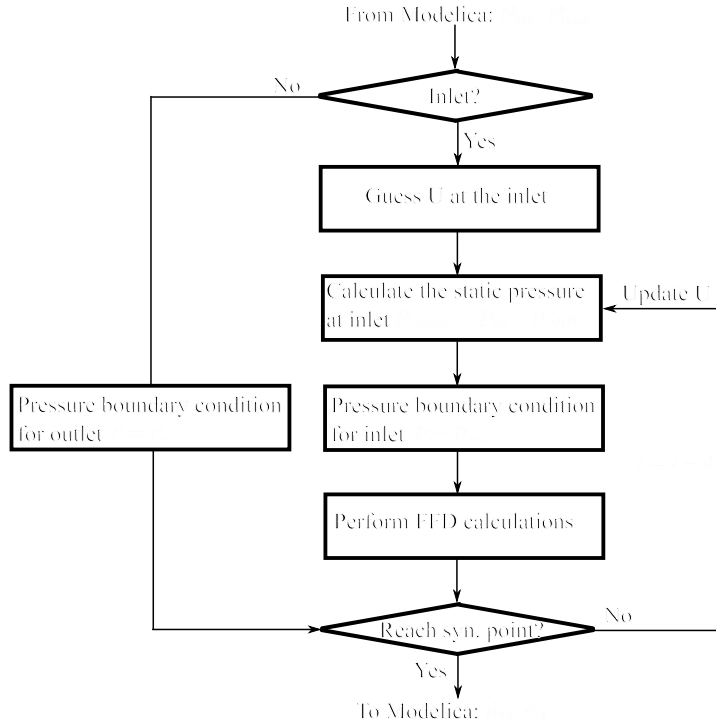 From Modelica:
No
Inlet?
Yes
Guess U at the inlet
Calculate the static pressure
at inlet
Update U
Pressure boundary condition
for outlet
Pressure boundary condition
for inlet
Perform FFD calculations
Reach syn. point?
No
Yes
To Modelica: